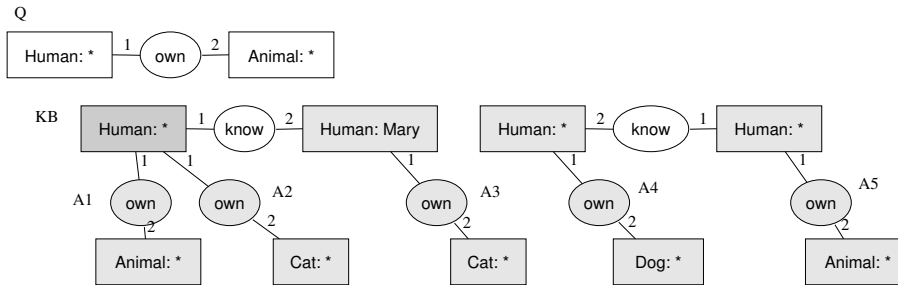 Q
Human: * 1 own 2 Animal: *
KB
Human: * 1 know 2 Human: Mary Human: * 2 know 1 Human: *
1 1 1 1 1
A1 own own A2 own A3 own A4 own A5
2 2 2 2 2
Animal: * Cat: * Cat: * Dog: * Animal: *